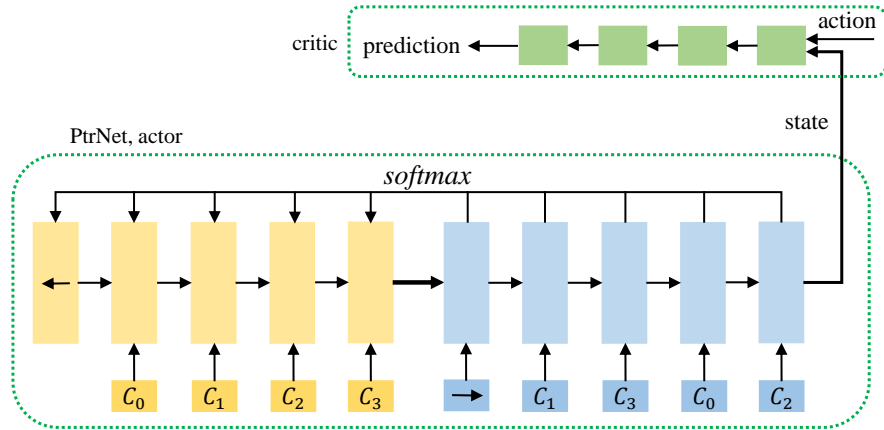 action
critic
prediction
state
PtrNet, actor
softmax
C₀
C₁
C₂
C₃
C₁
C₃
C₀
C₂